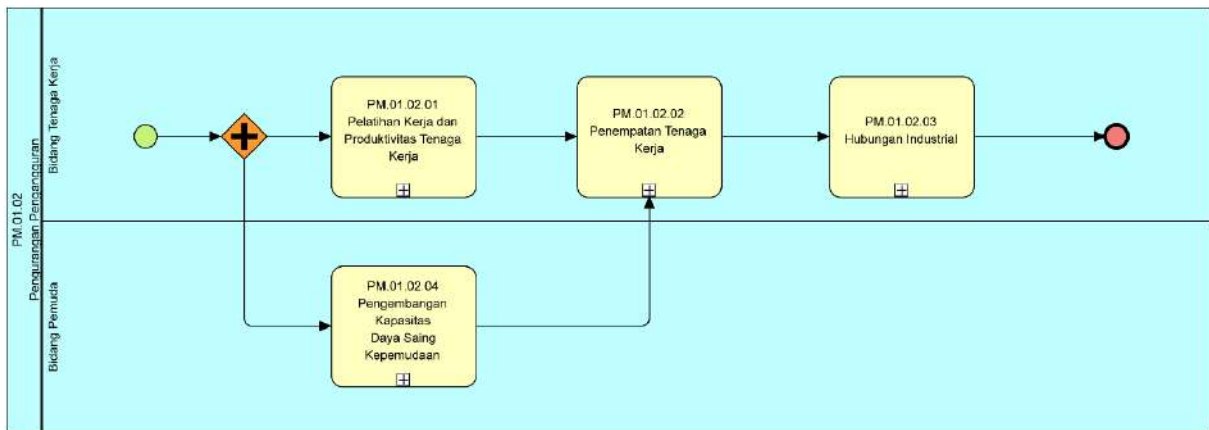 PM.01.02
Pengurangan Pengangguran
Bidang Tenaga Kerja
PM.01.02.01
Pelatihan Kerja dan
Produktivitas Tenaga
Kerja
PM.01.02.02
Penempatan Tenaga
Kerja
PM.01.02.03
Hubungan Industrial
Bidang Pemuda
PM.01.02.04
Pengembangan
Kapasitas
Daya Saing
Kepemudaan